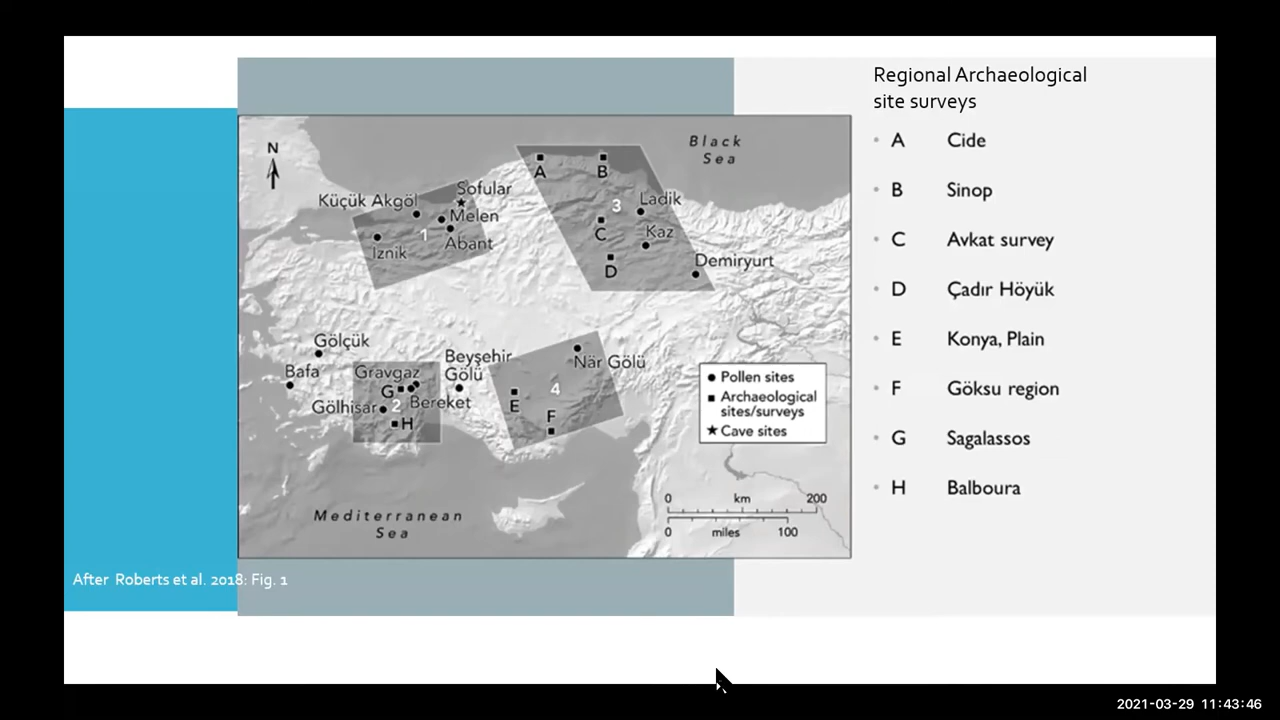 Regional Archaeological
site surveys
A Cide
B Sinop
C Avkat survey
D Çadır Höyük
E Konya, Plain
F Göksu region
G Sagalassos
H Balboura
N
Black
Sea
A
B
Sofular
Küçük Akgöl
Ladik
3
Melen
1
C
Kaz
Abant
Iznik
D
Demiryurt
Gölçük
Beyşehir
Gölü
När Gölü
Bafa
Gravgaz
G
4
Bereket
E
Gölhisar
2
F
H
Pollen sites
Archaeological
sites/surveys
Cave sites
0 km 200
0 miles 100
Mediterranean
Sea
After Roberts et al. 2018: Fig. 1
2021-03-29 11:43:46